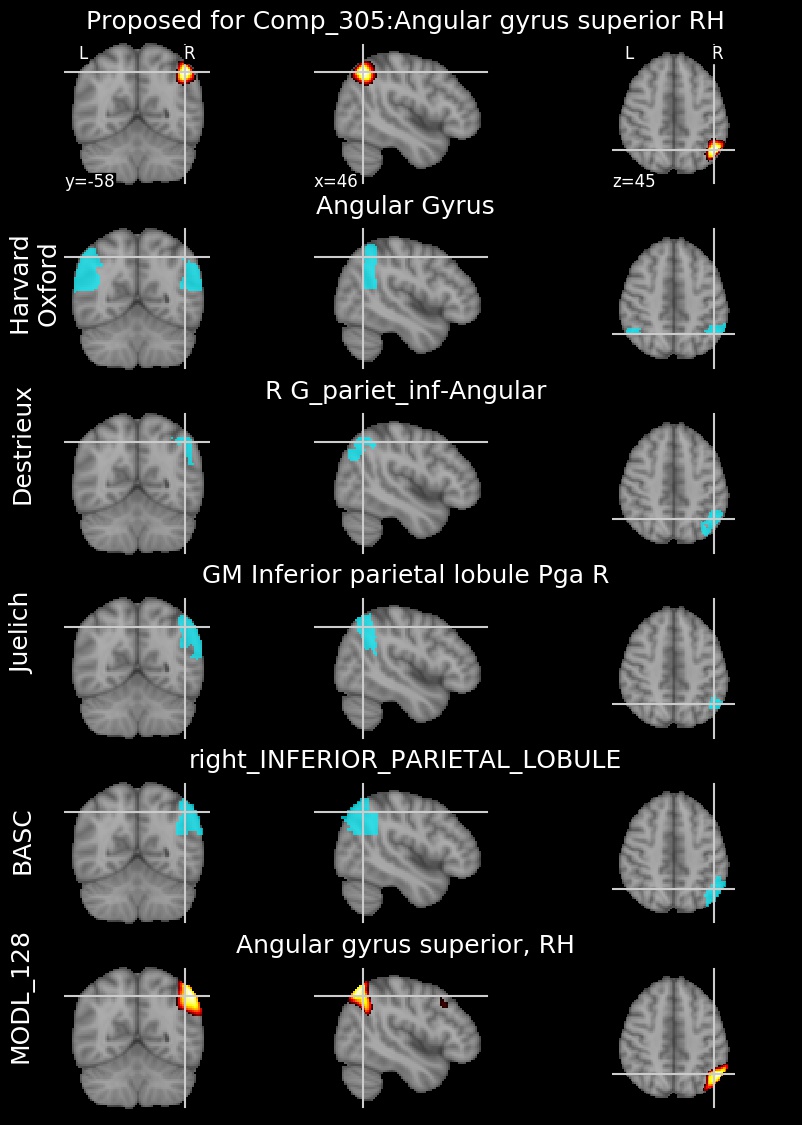 Proposed for Comp_305:Angular gyrus superior RH
L R
L R
y=-58
x=46
z=45
Angular Gyrus
Harvard
Oxford
R G_pariet_inf-Angular
Destrieux
GM Inferior parietal lobule Pga R
Juelich
right_INFERIOR_PARIETAL_LOBULE
BASC
Angular gyrus superior, RH
MODL_128